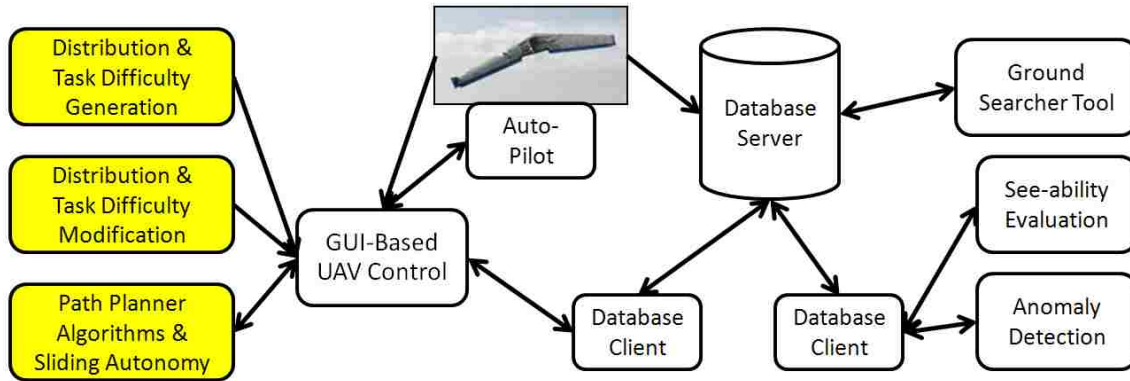 Distribution &
Task Difficulty
Generation
Distribution &
Task Difficulty
Modification
Path Planner
Algorithms &
Sliding Autonomy
GUI-Based
UAV Control
Auto-
Pilot
Database
Server
Database
Client
Database
Client
Ground
Searcher Tool
See-ability
Evaluation
Anomaly
Detection